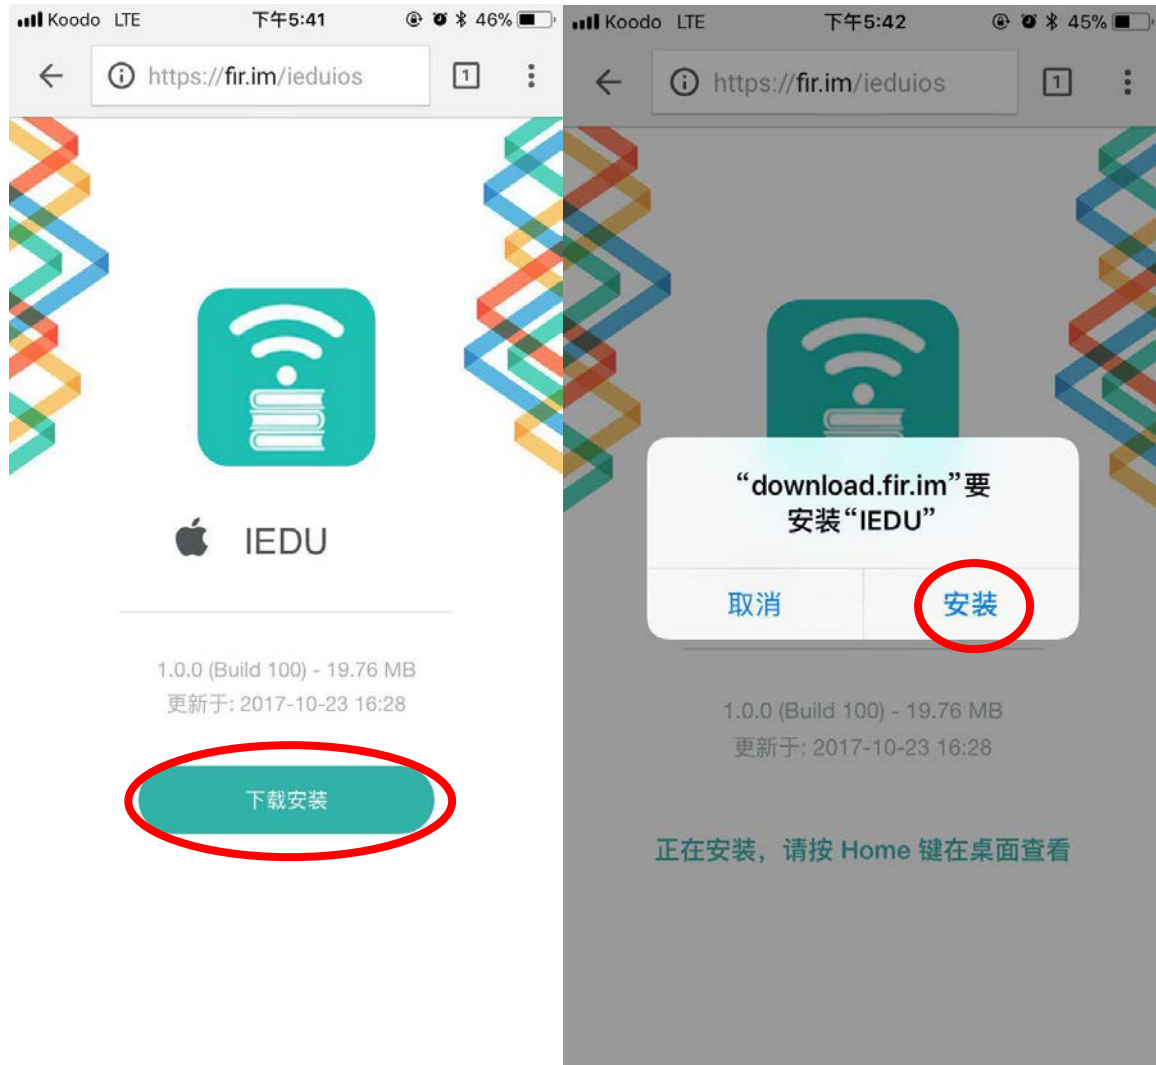 Koodo LTE 下午5:41 46%
https://fir.im/ieduios 1
IEDU
1.0.0 (Build 100) - 19.76 MB
更新于: 2017-10-23 16:28
下载安装
Koodo LTE 下午5:42 45%
https://fir.im/ieduios 1
“download.fir.im”要
安装“IEDU”
取消 安装
1.0.0 (Build 100) - 19.76 MB
更新于: 2017-10-23 16:28
正在安装，请按 Home 键在桌面查看